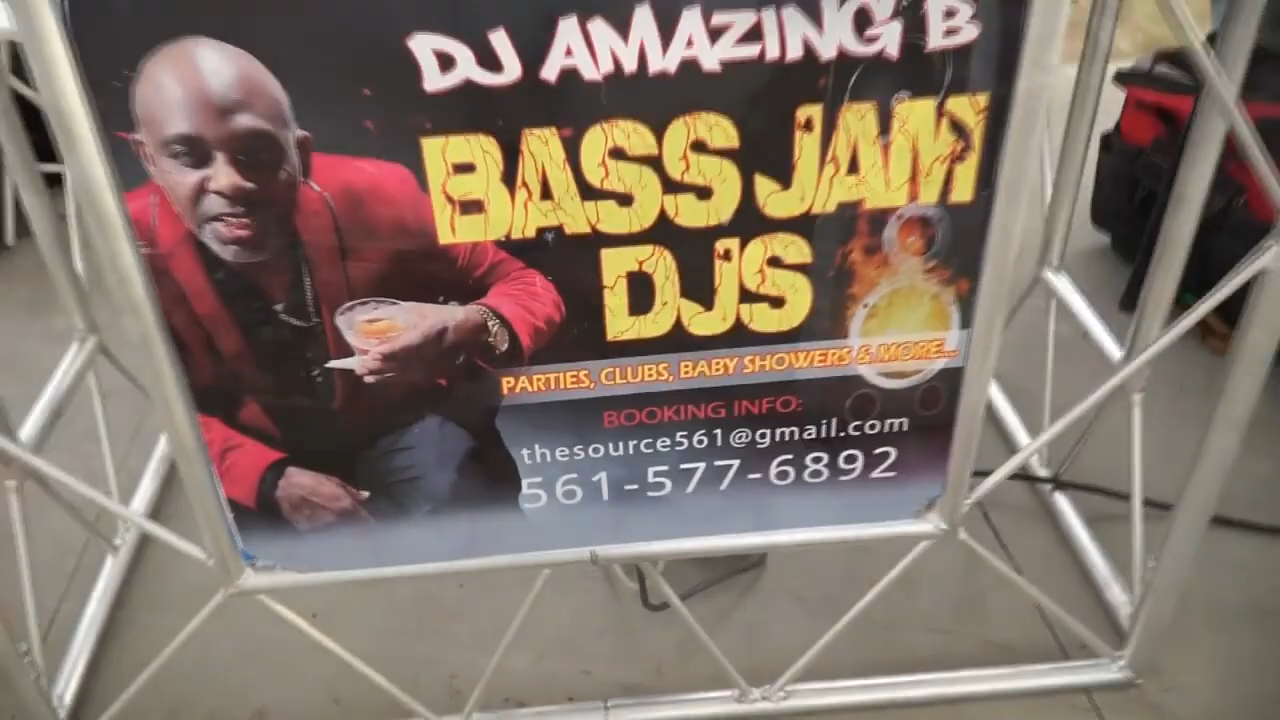 DJ AMAZING B
BASS JAM
DJS
PARTIES, CLUBS, BABY SHOWERS & MORE...
BOOKING INFO:
thesource561@gmail.com
561-577-6892